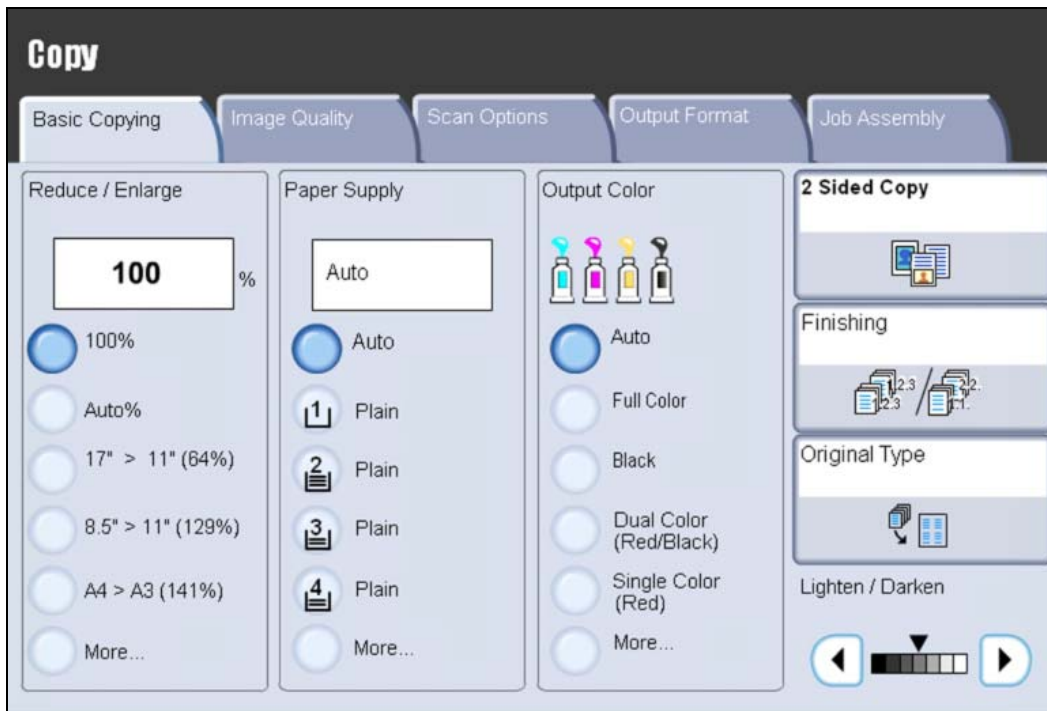 Copy
Basic Copying
Image Quality
Scan Options
Output Format
Job Assembly
Reduce / Enlarge
100
%
100%
Auto%
17" > 11" (64%)
8.5" > 11" (129%)
A4 > A3 (141%)
More...
Paper Supply
Auto
Auto
1 Plain
2 Plain
3 Plain
4 Plain
More...
Output Color
Auto
Full Color
Black
Dual Color
(Red/Black)
Single Color
(Red)
More...
2 Sided Copy
Finishing
Original Type
Lighten / Darken